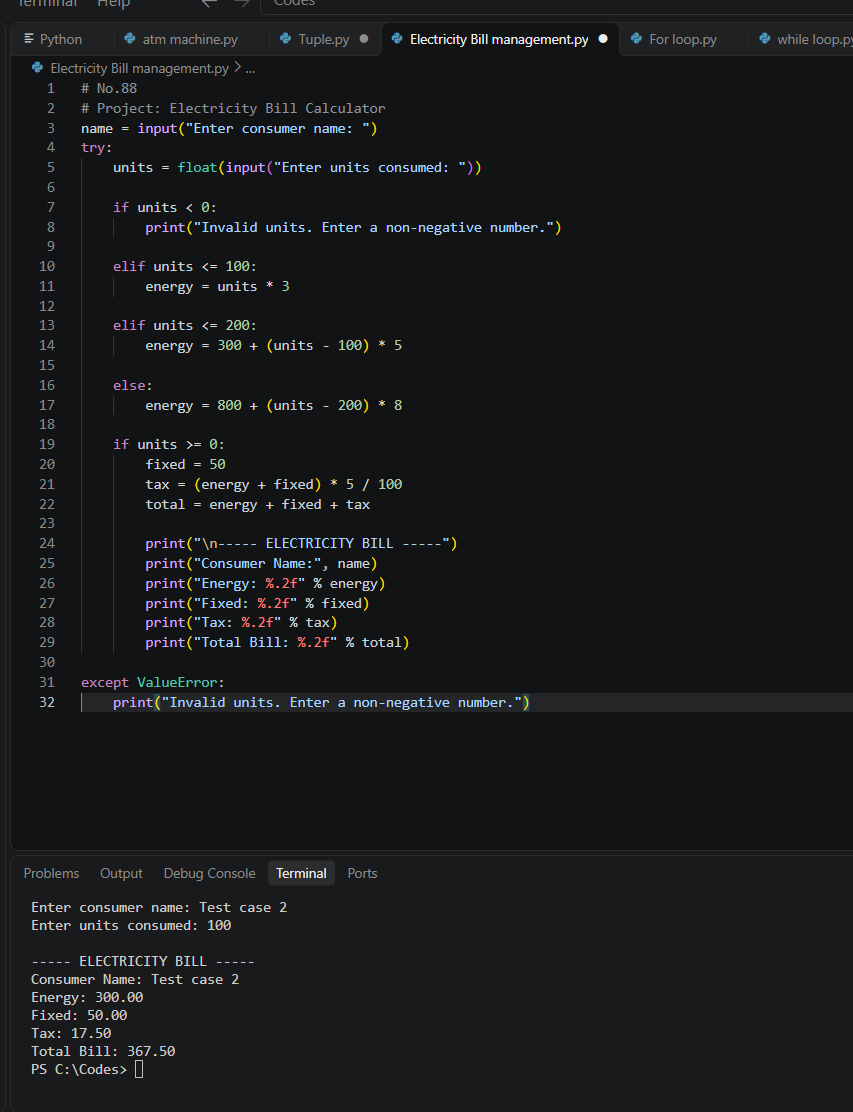 Terminal Help Codes
Python atm machine.py Tuple.py Electricity Bill management.py For loop.py while loop.py
Electricity Bill management.py > ...
1 # No.88
2 # Project: Electricity Bill Calculator
3 name = input("Enter consumer name: ")
4 try:
5     units = float(input("Enter units consumed: "))
6
7     if units < 0:
8         print("Invalid units. Enter a non-negative number.")
9
10     elif units <= 100:
11         energy = units * 3
12
13     elif units <= 200:
14         energy = 300 + (units - 100) * 5
15
16     else:
17         energy = 800 + (units - 200) * 8
18
19     if units >= 0:
20         fixed = 50
21         tax = (energy + fixed) * 5 / 100
22         total = energy + fixed + tax
23
24         print("\n----- ELECTRICITY BILL -----")
25         print("Consumer Name:", name)
26         print("Energy: %.2f" % energy)
27         print("Fixed: %.2f" % fixed)
28         print("Tax: %.2f" % tax)
29         print("Total Bill: %.2f" % total)
30
31 except ValueError:
32     print("Invalid units. Enter a non-negative number.")
Problems Output Debug Console Terminal Ports
Enter consumer name: Test case 2
Enter units consumed: 100
----- ELECTRICITY BILL -----
Consumer Name: Test case 2
Energy: 300.00
Fixed: 50.00
Tax: 17.50
Total Bill: 367.50
PS C:\Codes>